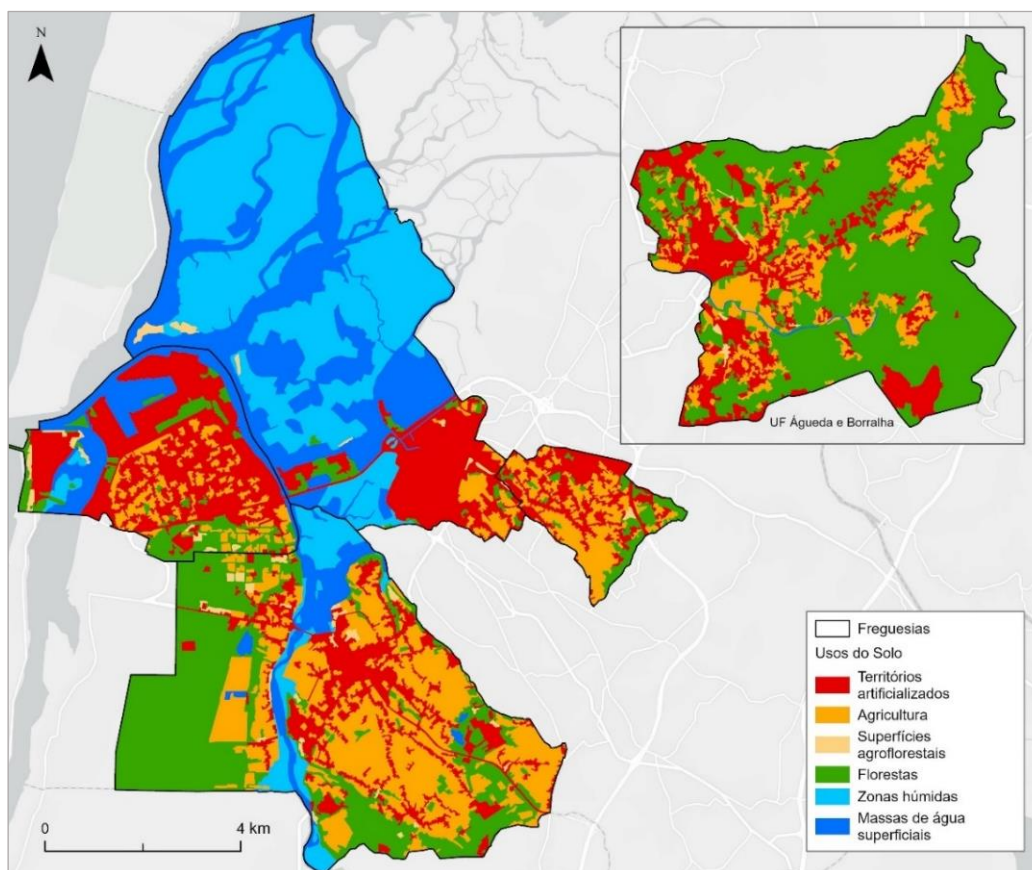 N
UF Águeda e Borralha
Freguesias
Usos do Solo
Territórios
artificializados
Agricultura
Superfícies
agroflorestais
Florestas
Zonas húmidas
Massas de água
superficiais
0 4 km